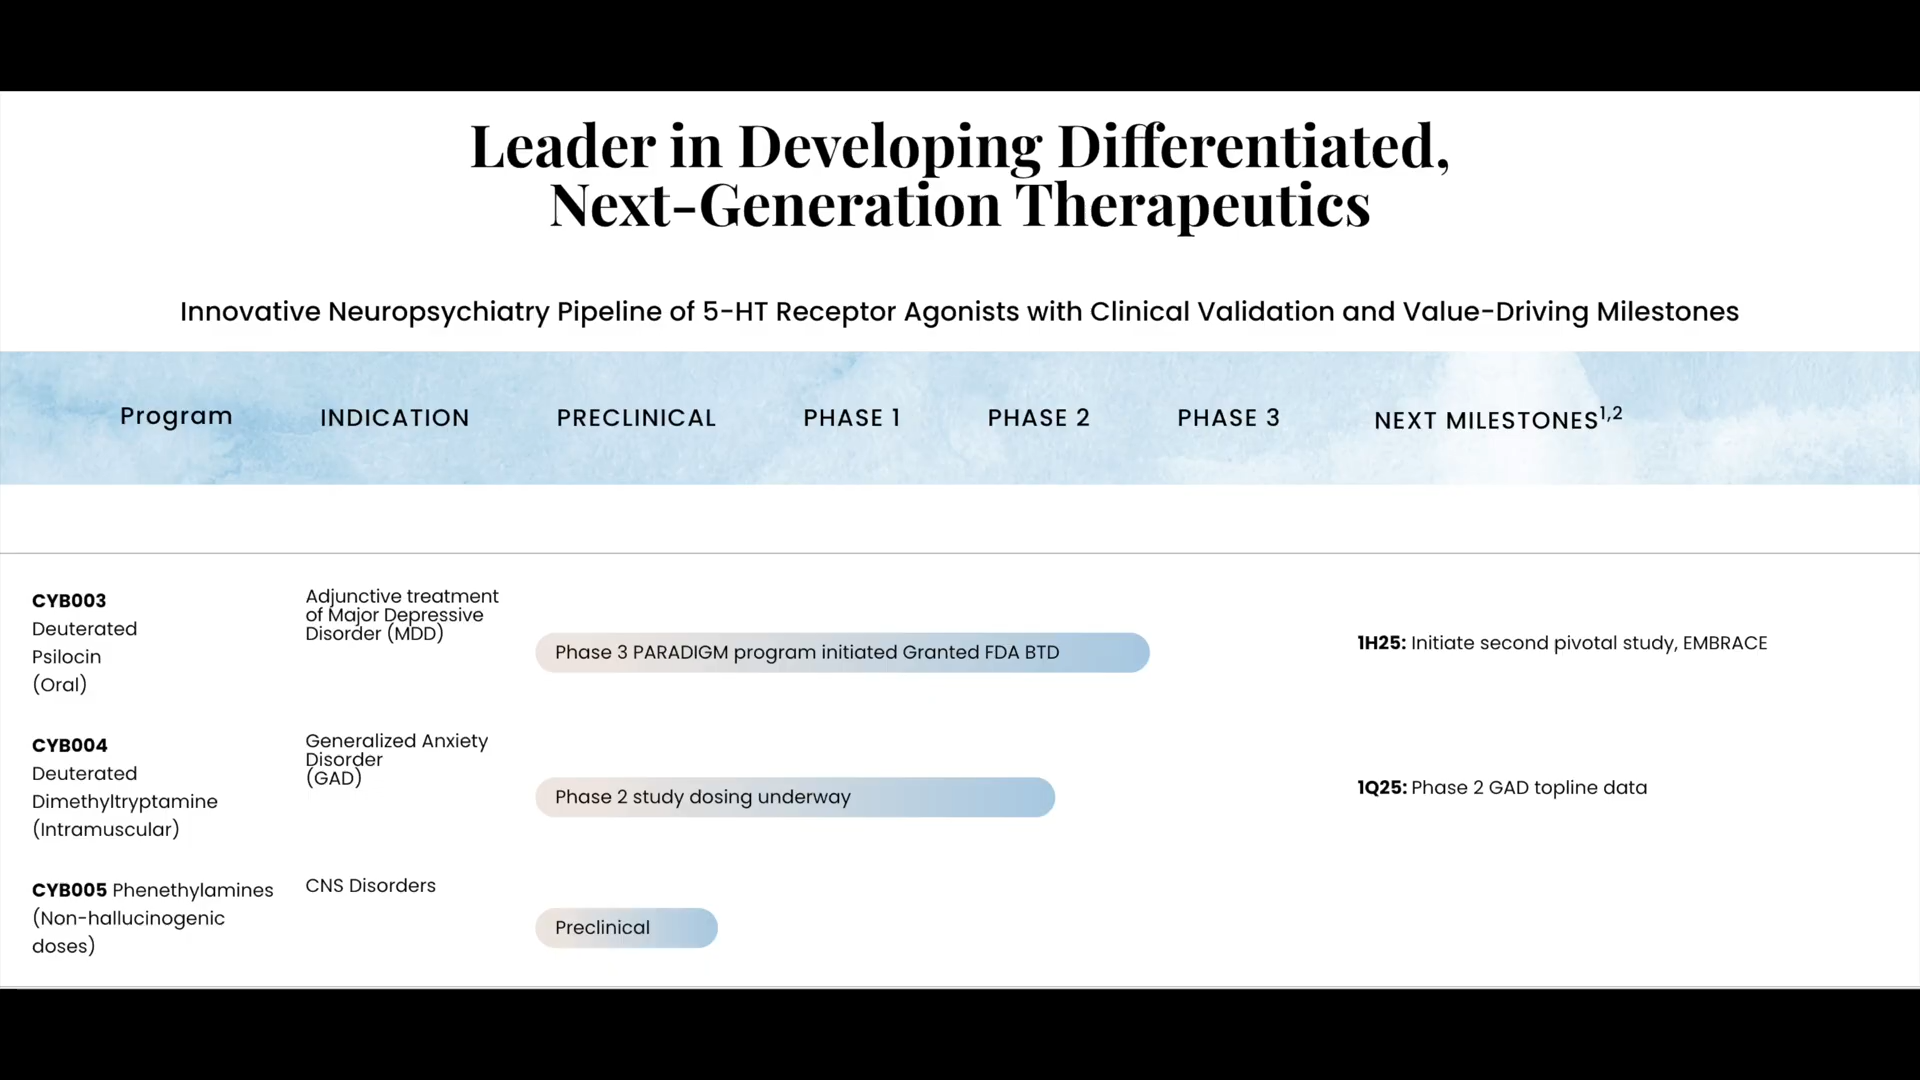 Leader in Developing Differentiated,
Next-Generation Therapeutics
Innovative Neuropsychiatry Pipeline of 5-HT Receptor Agonists with Clinical Validation and Value-Driving Milestones
Program INDICATION PRECLINICAL PHASE 1 PHASE 2 PHASE 3 NEXT MILESTONES1,2
CYB003
Deuterated
Psilocin
(Oral)
Adjunctive treatment
of Major Depressive
Disorder (MDD)
Phase 3 PARADIGM program initiated Granted FDA BTD
1H25: Initiate second pivotal study, EMBRACE
CYB004
Deuterated
Dimethyltryptamine
(Intramuscular)
Generalized Anxiety
Disorder
(GAD)
Phase 2 study dosing underway
1Q25: Phase 2 GAD topline data
CYB005 Phenethylamines
(Non-hallucinogenic
doses)
CNS Disorders
Preclinical